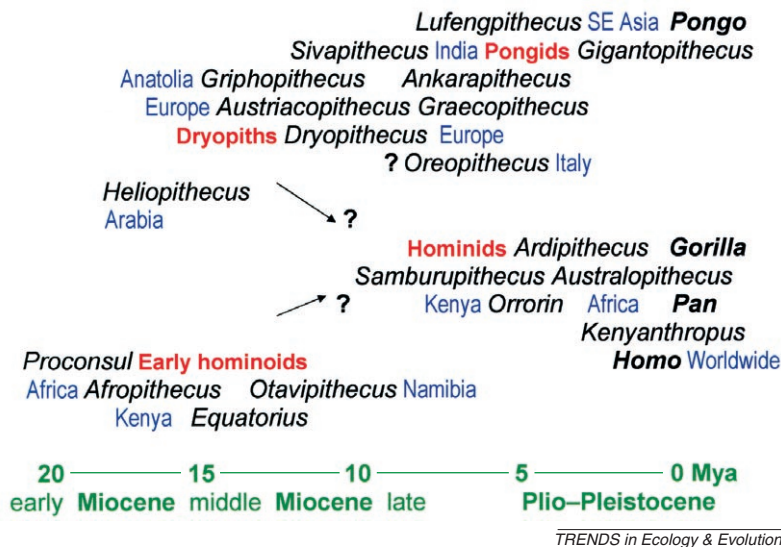 Lufengpithecus SE Asia Pongo
Sivapithecus India Pongids Gigantopithecus
Anatolia Griphopithecus Ankarapithecus
Europe Austriacopithecus Graecopithecus
Dryopiths Dryopithecus Europe
? Oreopithecus Italy
Heliopithecus
Arabia
?
Hominids Ardipithecus Gorilla
Samburupithecus Australopithecus
? Kenya Orrorin Africa Pan
Kenyanthropus
Proconsul Early hominoids Homo Worldwide
Africa Afropithecus Otavipithecus Namibia
Kenya Equatorius
20 15 10 5 0 Mya
early Miocene middle Miocene late Plio–Pleistocene
TRENDS in Ecology & Evolution